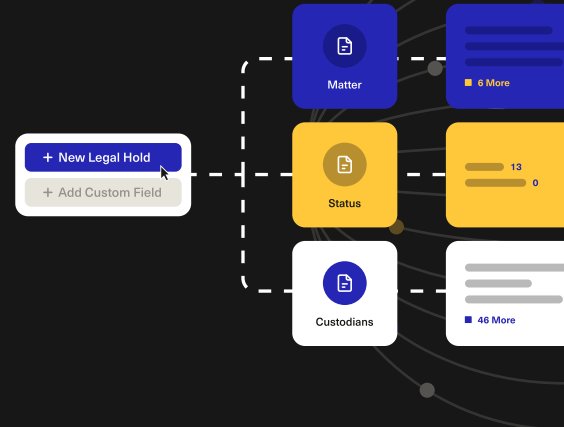 + New Legal Hold
+ Add Custom Field
Matter
6 More
Status
13
0
Custodians
46 More